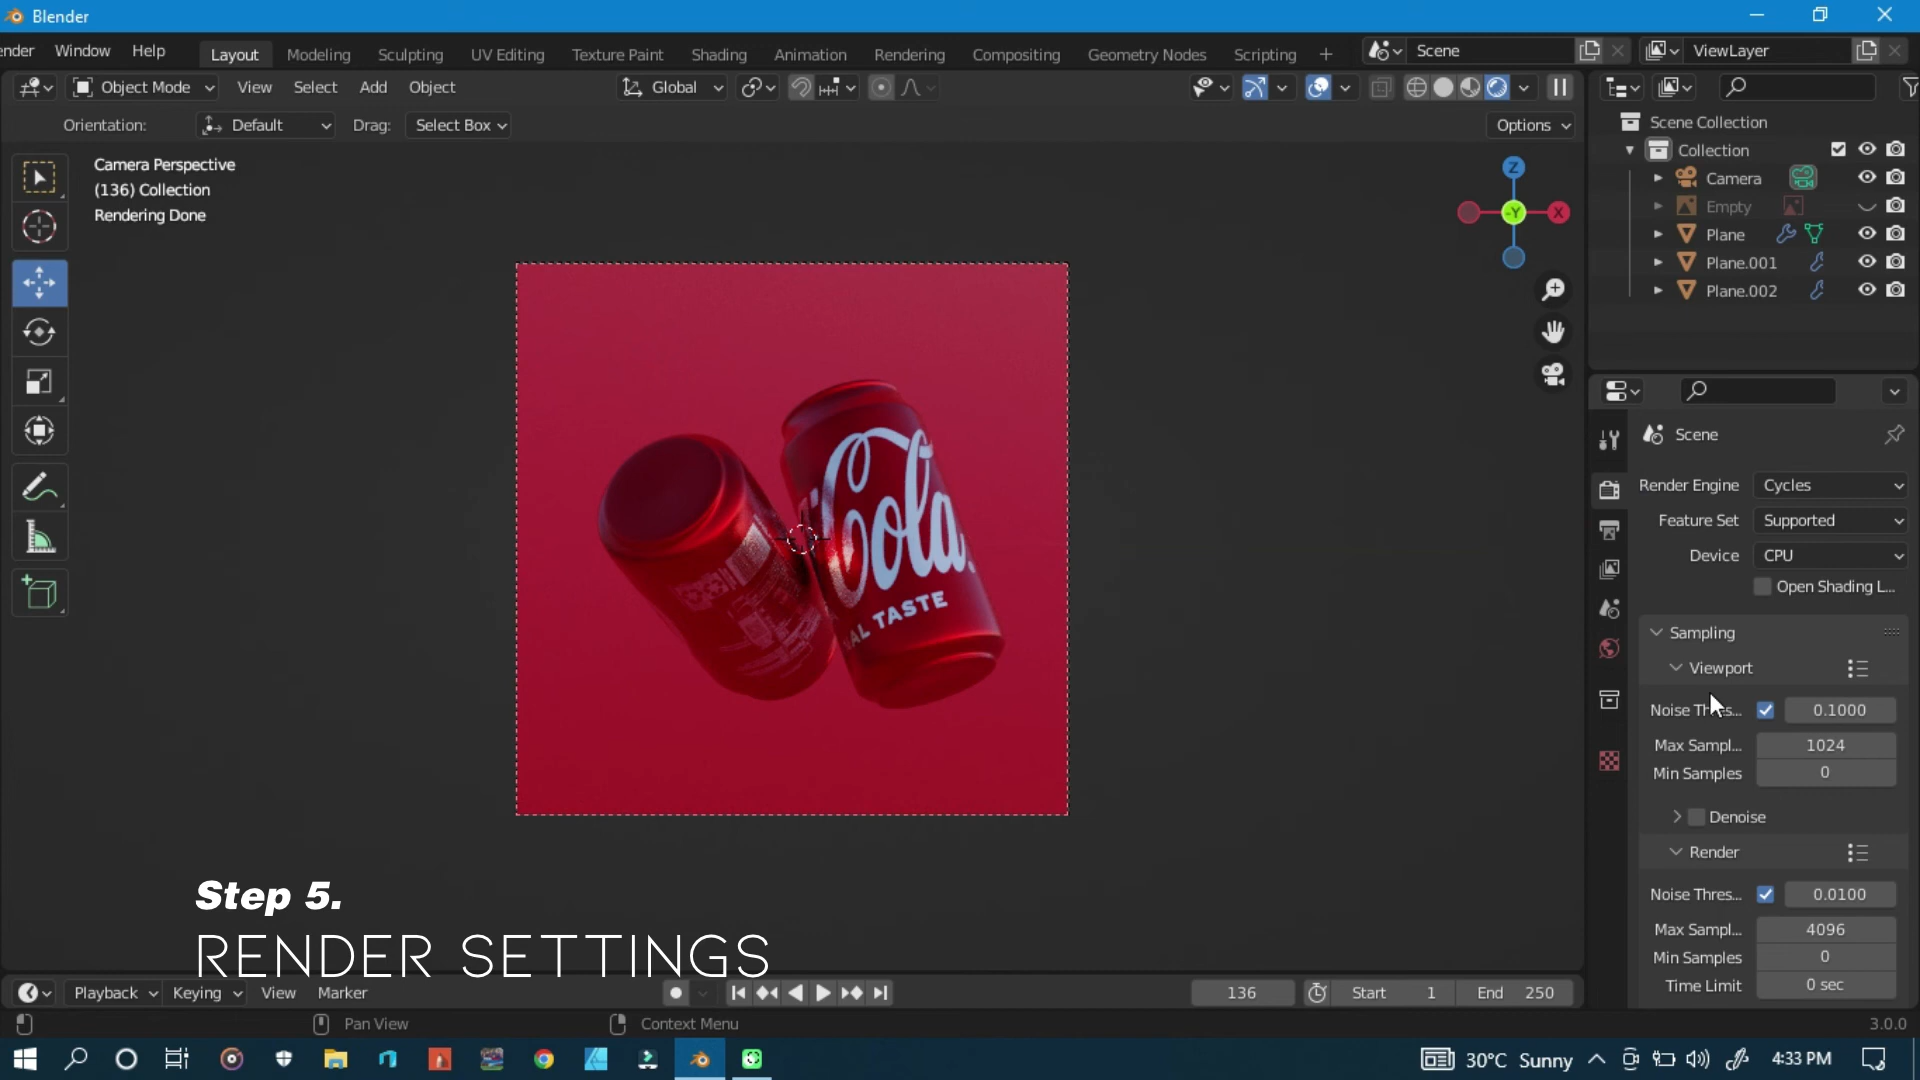 Blender
ender Window Help
Layout Modeling Sculpting UV Editing Texture Paint Shading Animation Rendering Compositing Geometry Nodes Scripting
Scene
ViewLayer
Object Mode View Select Add Object
Global
Orientation: Default Drag: Select Box
Options
Camera Perspective
(136) Collection
Rendering Done
Z
-Y
X
Cola
AL TASTE
Scene Collection
Collection
Camera
Empty
Plane
Plane.001
Plane.002
Scene
Render Engine Cycles
Feature Set Supported
Device CPU
Open Shading L...
Sampling
Viewport
Noise Thres... 0.1000
Max Sampl... 1024
Min Samples 0
Denoise
Render
Noise Thres... 0.0100
Max Sampl... 4096
Min Samples 0
Time Limit 0 sec
Step 5.
RENDER SETTINGS
Playback Keying View Marker
136 Start 1 End 250
Pan View Context Menu 3.0.0
30°C Sunny 4:33 PM